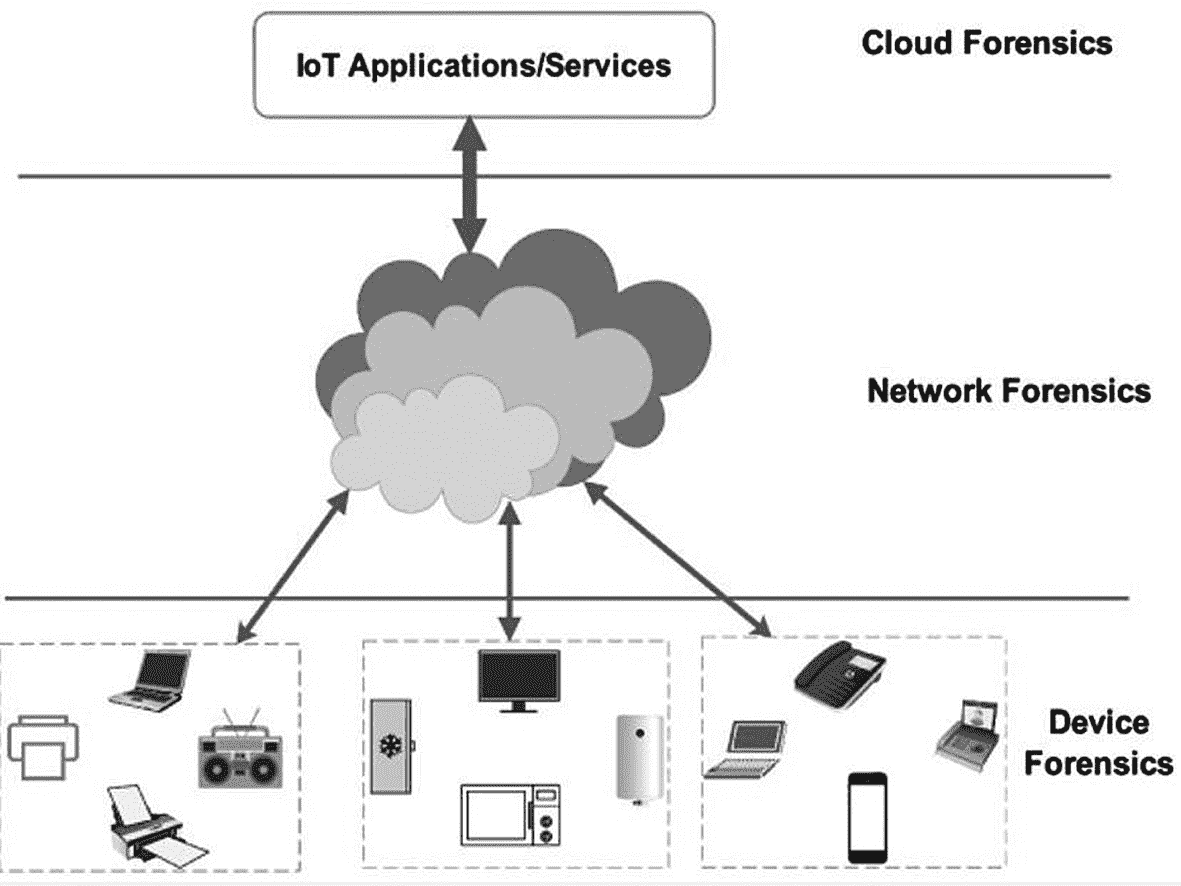 IoT Applications/Services
Cloud Forensics
Network Forensics
Device
Forensics